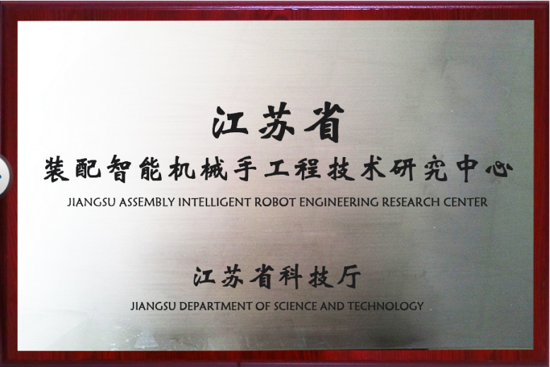 江苏省
装配智能机械手工程技术研究中心
JIANGSU ASSEMBLY INTELLIGENT ROBOT ENGINEERING RESEARCH CENTER
江苏省科技厅
JIANGSU DEPARTMENT OF SCIENCE AND TECHNOLOGY